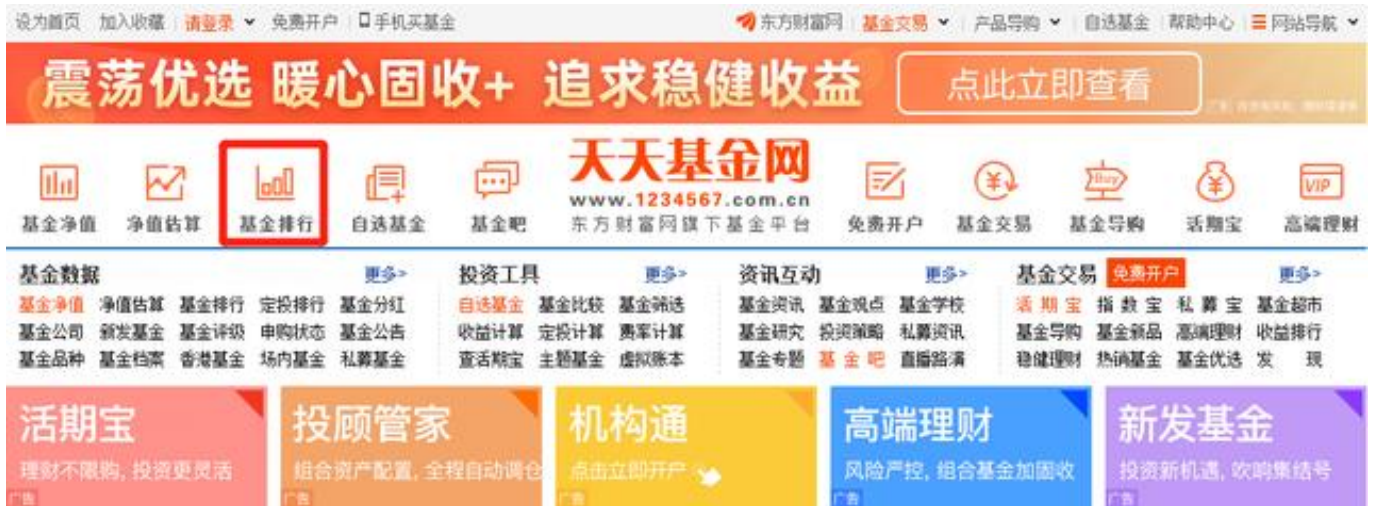 设为首页 加入收藏 请登录 免费开户 手机买基金 东方财富网 基金交易 产品导购 自选基金 帮助中心 网站导航
震荡优选 暖心固收+ 追求稳健收益 点此立即查看
天天基金网
www.1234567.com.cn
东方财富网旗下基金平台
基金净值 净值估算 基金排行 自选基金 基金吧 免费开户 基金交易 Buy 基金导购 活期宝 VIP 高端理财
基金数据 更多> 投资工具 更多> 资讯互动 更多> 基金交易 免费开户 更多>
基金净值 净值估算 基金排行 定投排行 基金分红 自选基金 基金比较 基金筛选 基金资讯 基金观点 基金学校 活期宝 指数宝 私募宝 基金超市
基金公司 新发基金 基金评级 申购状态 基金公告 收益计算 定投计算 费率计算 基金研究 投资策略 私募资讯 基金导购 基金新品 高端理财 收益排行
基金品种 基金档案 香港基金 场内基金 私募基金 查活期宝 主题基金 虚拟账本 基金专题 基金吧 直播路演 稳健理财 热销基金 基金优选 发现
活期宝 投顾管家 机构通 高端理财 新发基金
理财不限购, 投资更灵活 组合资产配置, 全程自动调仓 点击立即开户 风险严控, 组合基金加固收 投资新机遇, 吹响集结号
广告 广告 广告 广告 广告